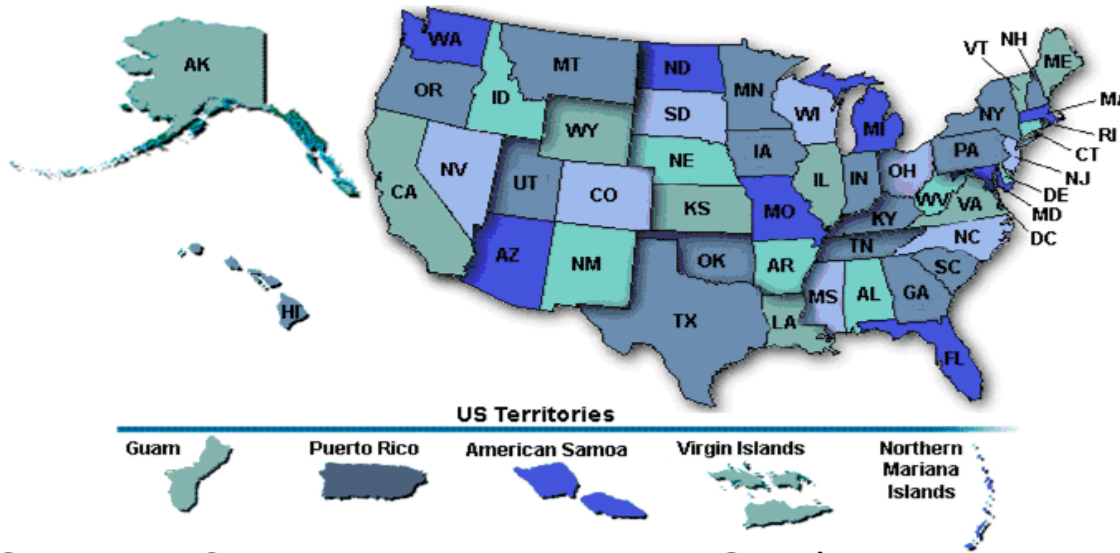 AK
WA
MT
ND
MN
VT
NH
ME
OR
ID
SD
WI
MI
NY
WY
RI
NV
NE
IA
PA
CT
CA
UT
CO
IL
IN
OH
NJ
KS
MO
WV
VA
DE
KY
MD
AZ
NM
OK
AR
TN
NC
DC
MS
AL
GA
SC
HI
TX
LA
FL
US Territories
Guam
Puerto Rico
American Samoa
Virgin Islands
Northern
Mariana
Islands